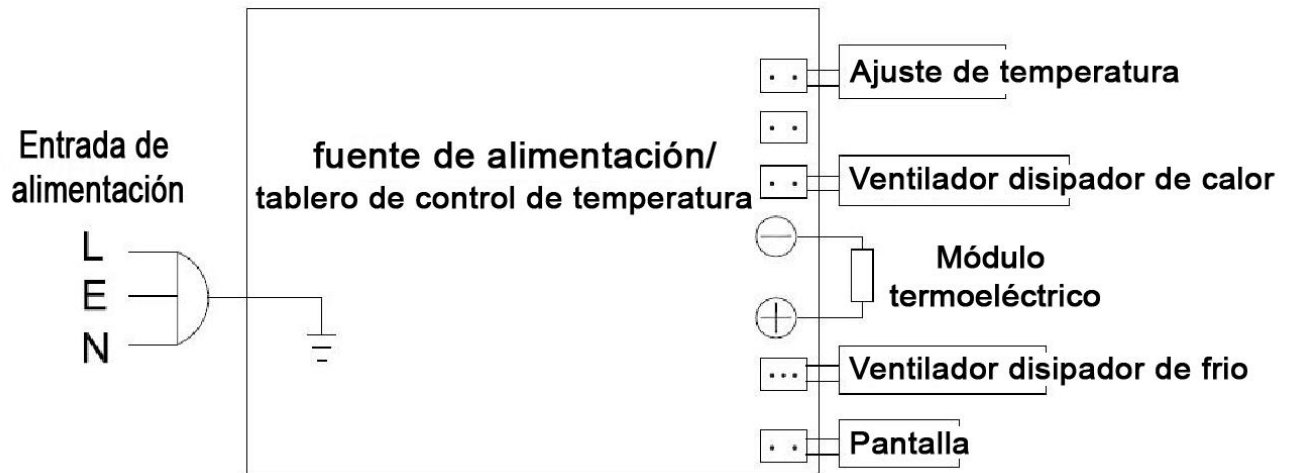 Entrada de
alimentación
L
E
N
fuente de alimentación/
tablero de control de temperatura
Ajuste de temperatura
Ventilador disipador de calor
Módulo
termoeléctrico
Ventilador disipador de frio
Pantalla